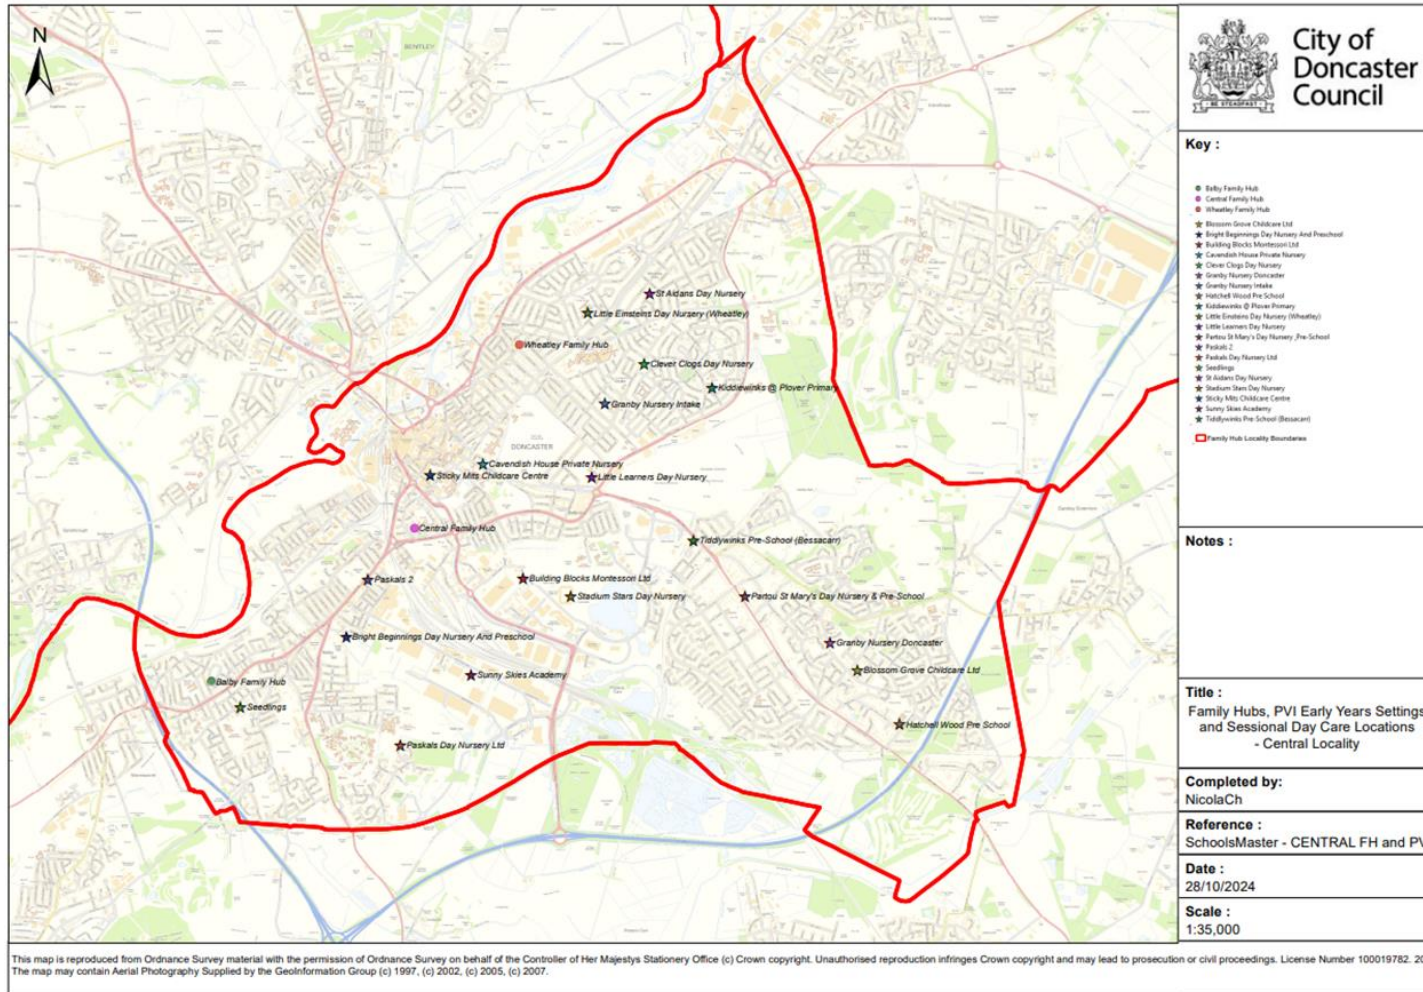 N
BENTLEY
St Aidans Day Nursery
Little Einsteins Day Nursery (Wheatley)
Wheatley Family Hub
Clever Clogs Day Nursery
Kiddiewinks @ Plover Primary
Granby Nursery Intake
DONCASTER
Cavendish House Private Nursery
Sticky Mits Childcare Centre
Little Learners Day Nursery
Central Family Hub
Tiddlywinks Pre-School (Bessacarr)
Paskals 2
Building Blocks Montessori Ltd
Stadium Stars Day Nursery
Partou St Mary's Day Nursery & Pre-School
Bright Beginnings Day Nursery And Preschool
Granby Nursery Doncaster
Blossom Grove Childcare Ltd
Sunny Skies Academy
Balby Family Hub
Seedlings
Hatchell Wood Pre School
Paskals Day Nursery Ltd
City of
Doncaster
Council
BE STEADFAST
Key :
Balby Family Hub
Central Family Hub
Wheatley Family Hub
Blossom Grove Childcare Ltd
Bright Beginnings Day Nursery And Preschool
Building Blocks Montessori Ltd
Cavendish House Private Nursery
Clever Clogs Day Nursery
Granby Nursery Doncaster
Granby Nursery Intake
Hatchell Wood Pre School
Kiddiewinks @ Plover Primary
Little Einsteins Day Nursery (Wheatley)
Little Learners Day Nursery
Partou St Mary's Day Nursery ,Pre-School
Paskals 2
Paskals Day Nursery Ltd
Seedlings
St Aidans Day Nursery
Stadium Stars Day Nursery
Sticky Mits Childcare Centre
Sunny Skies Academy
Tiddlywinks Pre-School (Bessacarr)
Family Hub Locality Boundaries
Notes :
Title :
Family Hubs, PVI Early Years Settings
and Sessional Day Care Locations
- Central Locality
Completed by:
NicolaCh
Reference :
SchoolsMaster - CENTRAL FH and PV
Date :
28/10/2024
Scale :
1:35,000
This map is reproduced from Ordnance Survey material with the permission of Ordnance Survey on behalf of the Controller of Her Majestys Stationery Office (c) Crown copyright. Unauthorised reproduction infringes Crown copyright and may lead to prosecution or civil proceedings. License Number 100019782. 20
The map may contain Aerial Photography Supplied by the GeoInformation Group (c) 1997, (c) 2002, (c) 2005, (c) 2007.